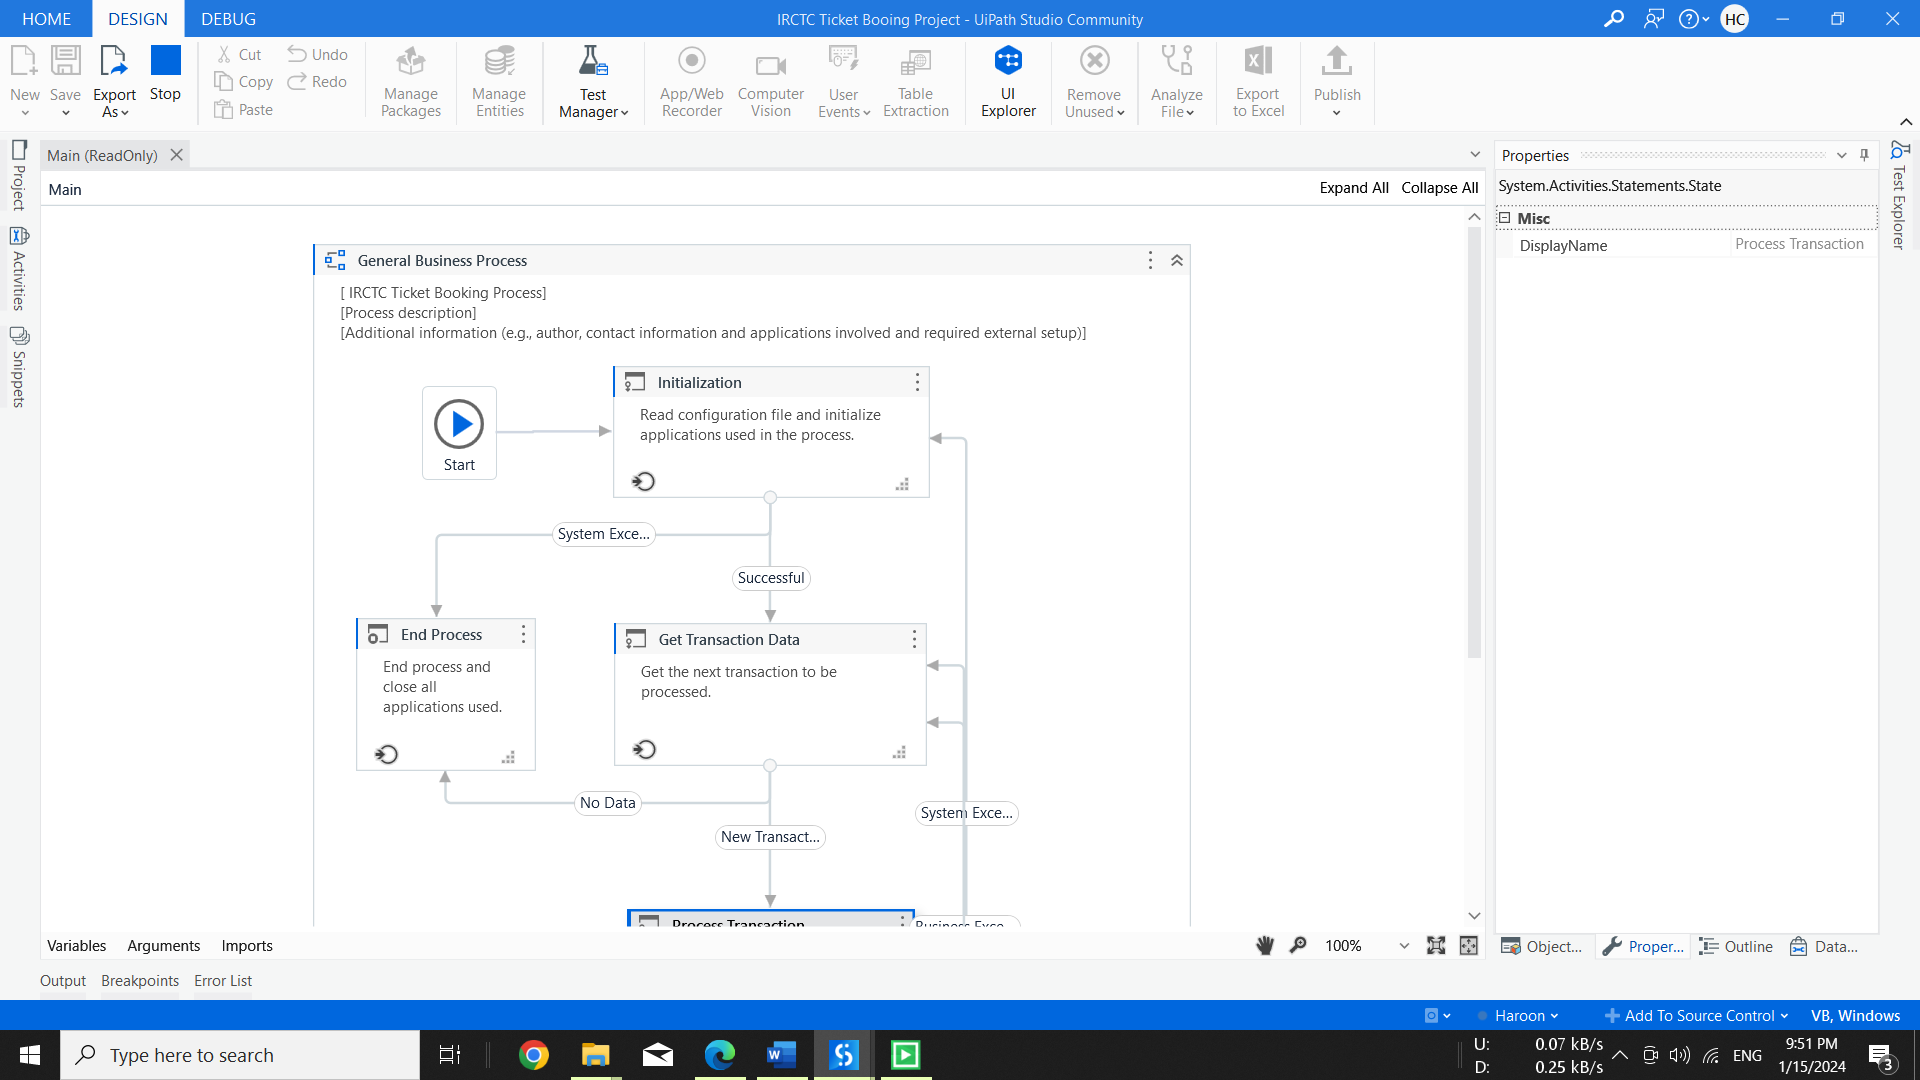 HOME DESIGN DEBUG
IRCTC Ticket Booing Project - UiPath Studio Community
HC
New
Save
Export As
Stop
Cut
Copy
Paste
Undo
Redo
Manage Packages
Manage Entities
Test Manager
App/Web Recorder
Computer Vision
User Events
Table Extraction
UI Explorer
Remove Unused
Analyze File
Export to Excel
Publish
Project
Activities
Snippets
Main (ReadOnly)
Main
Expand All Collapse All
General Business Process
[ IRCTC Ticket Booking Process]
[Process description]
[Additional information (e.g., author, contact information and applications involved and required external setup)]
Start
Initialization
Read configuration file and initialize
applications used in the process.
System Exce...
Successful
End Process
End process and
close all
applications used.
Get Transaction Data
Get the next transaction to be
processed.
No Data
System Exce...
New Transact...
Process Transaction
Business Exce...
Properties
System.Activities.Statements.State
Misc
DisplayName Process Transaction
Test Explorer
Variables Arguments Imports
100%
Object... Proper... Outline Data...
Output Breakpoints Error List
Haroon Add To Source Control VB, Windows
Type here to search
U: 0.07 kB/s
D: 0.25 kB/s
ENG
9:51 PM
1/15/2024
3